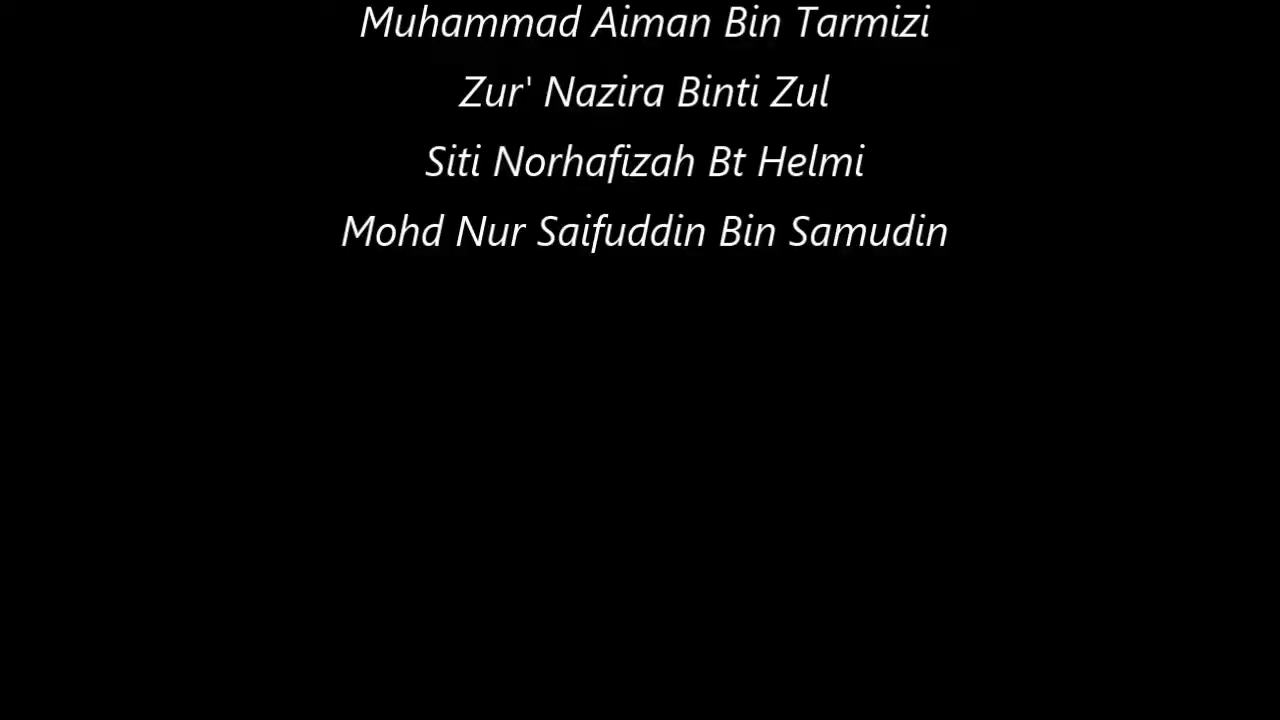 Muhammad Aiman Bin Tarmizi
Zur' Nazira Binti Zul
Siti Norhafizah Bt Helmi
Mohd Nur Saifuddin Bin Samudin